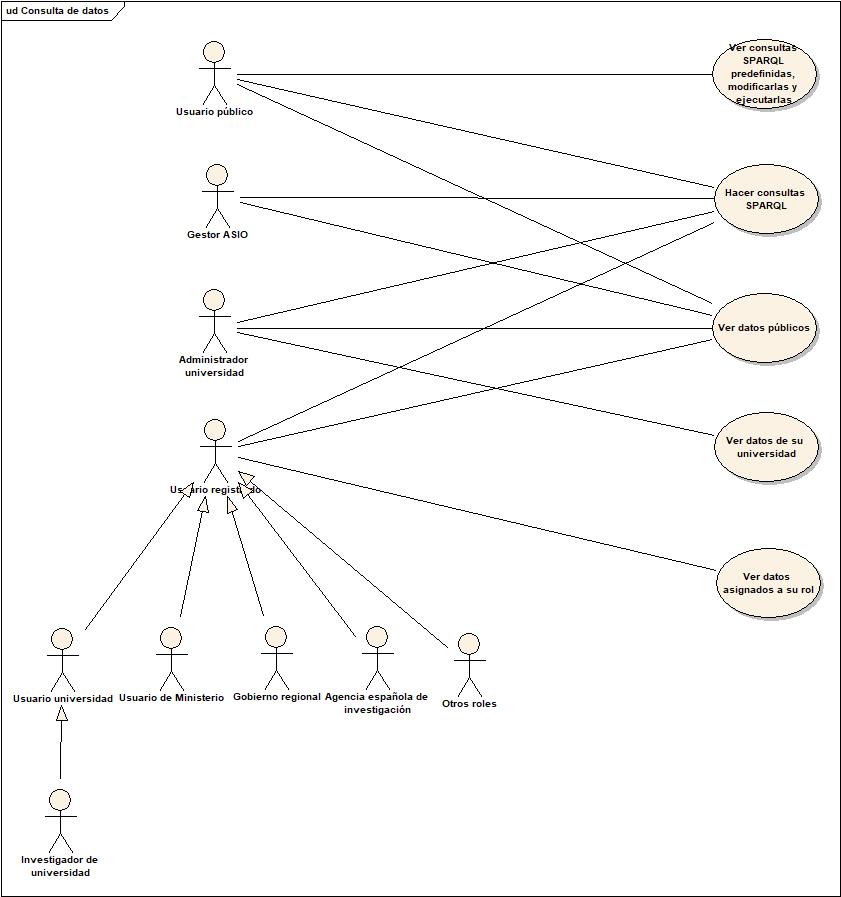 ud Consulta de datos
Usuario público
Ver consultas
SPARQL
predefinidas,
modificarlas y
ejecutarlas
Gestor ASIO
Hacer consultas
SPARQL
Administrador
universidad
Ver datos públicos
Ver datos de su
universidad
Usuario registrado
Ver datos
asignados a su rol
Usuario universidad
Usuario de Ministerio
Gobierno regional
Agencia española de
investigación
Otros roles
Investigador de
universidad